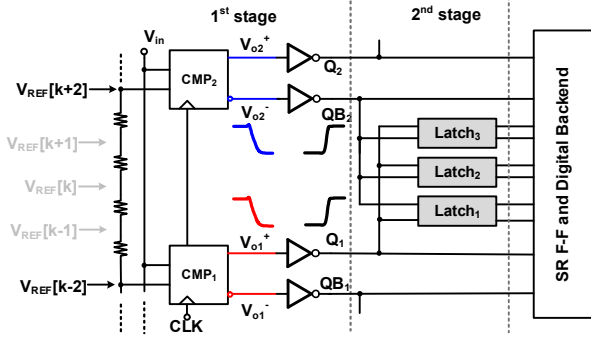 1st stage
2nd stage
Vin
Vo2+
CMP2
Q2
VREF[k+2]
Vo2-
QB2
VREF[k+1]
Latch3
VREF[k]
Latch2
VREF[k-1]
Latch1
Vo1+
Q1
CMP1
VREF[k-2]
Vo1-
QB1
CLK
SR F-F and Digital Backend